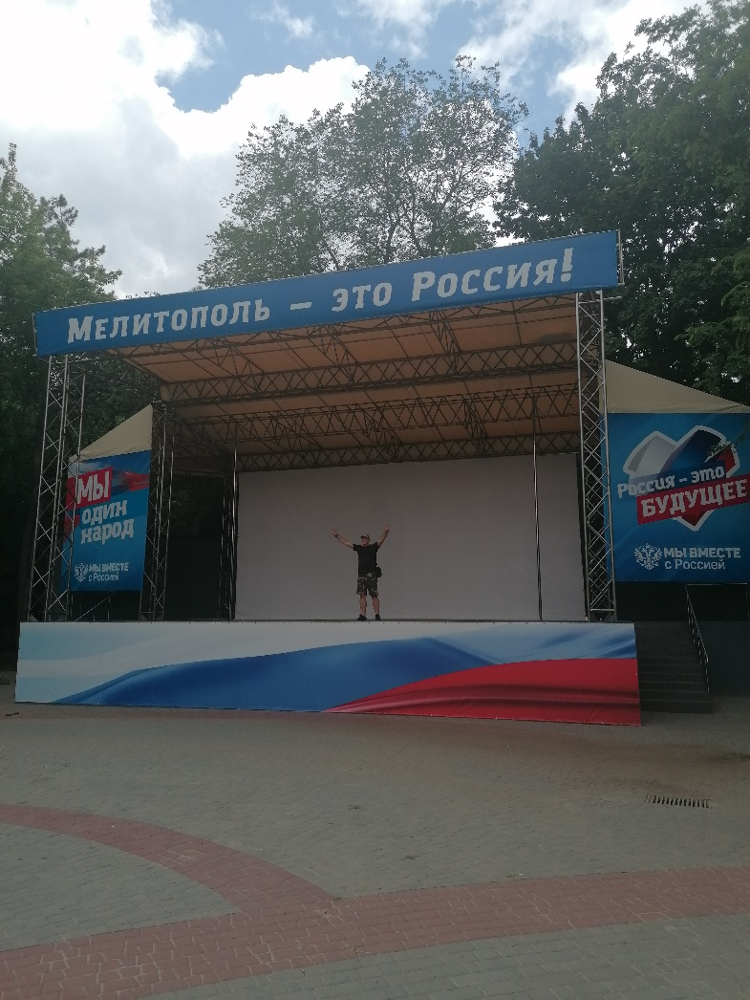 Мелитополь – это Россия!
Мы
один
народ
МЫ ВМЕСТЕ
с Россией
Россия – это
БУДУЩЕЕ
МЫ ВМЕСТЕ
с Россией